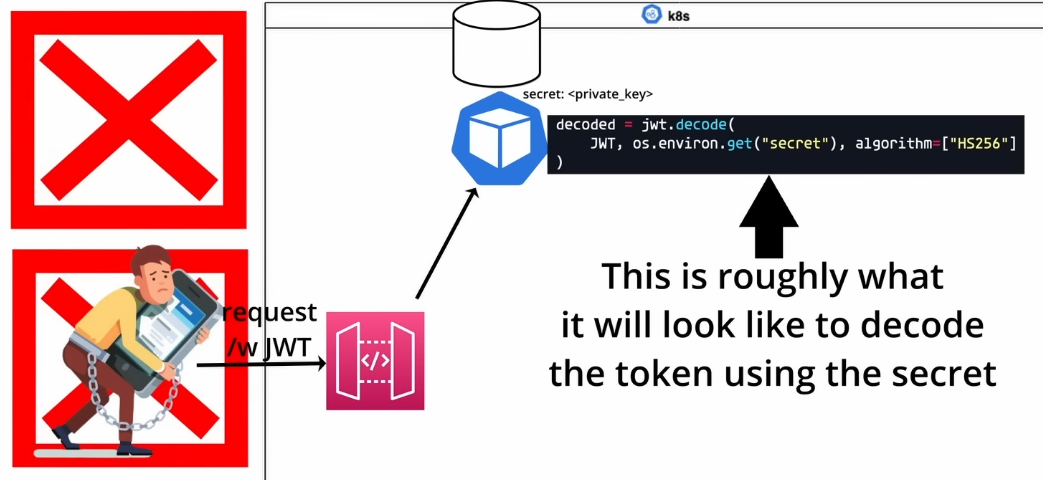 k8s
secret: <private_key>
decoded = jwt.decode(
JWT, os.environ.get("secret"), algorithm=["HS256"]
)
request
/w JWT
</>
This is roughly what
it will look like to decode
the token using the secret